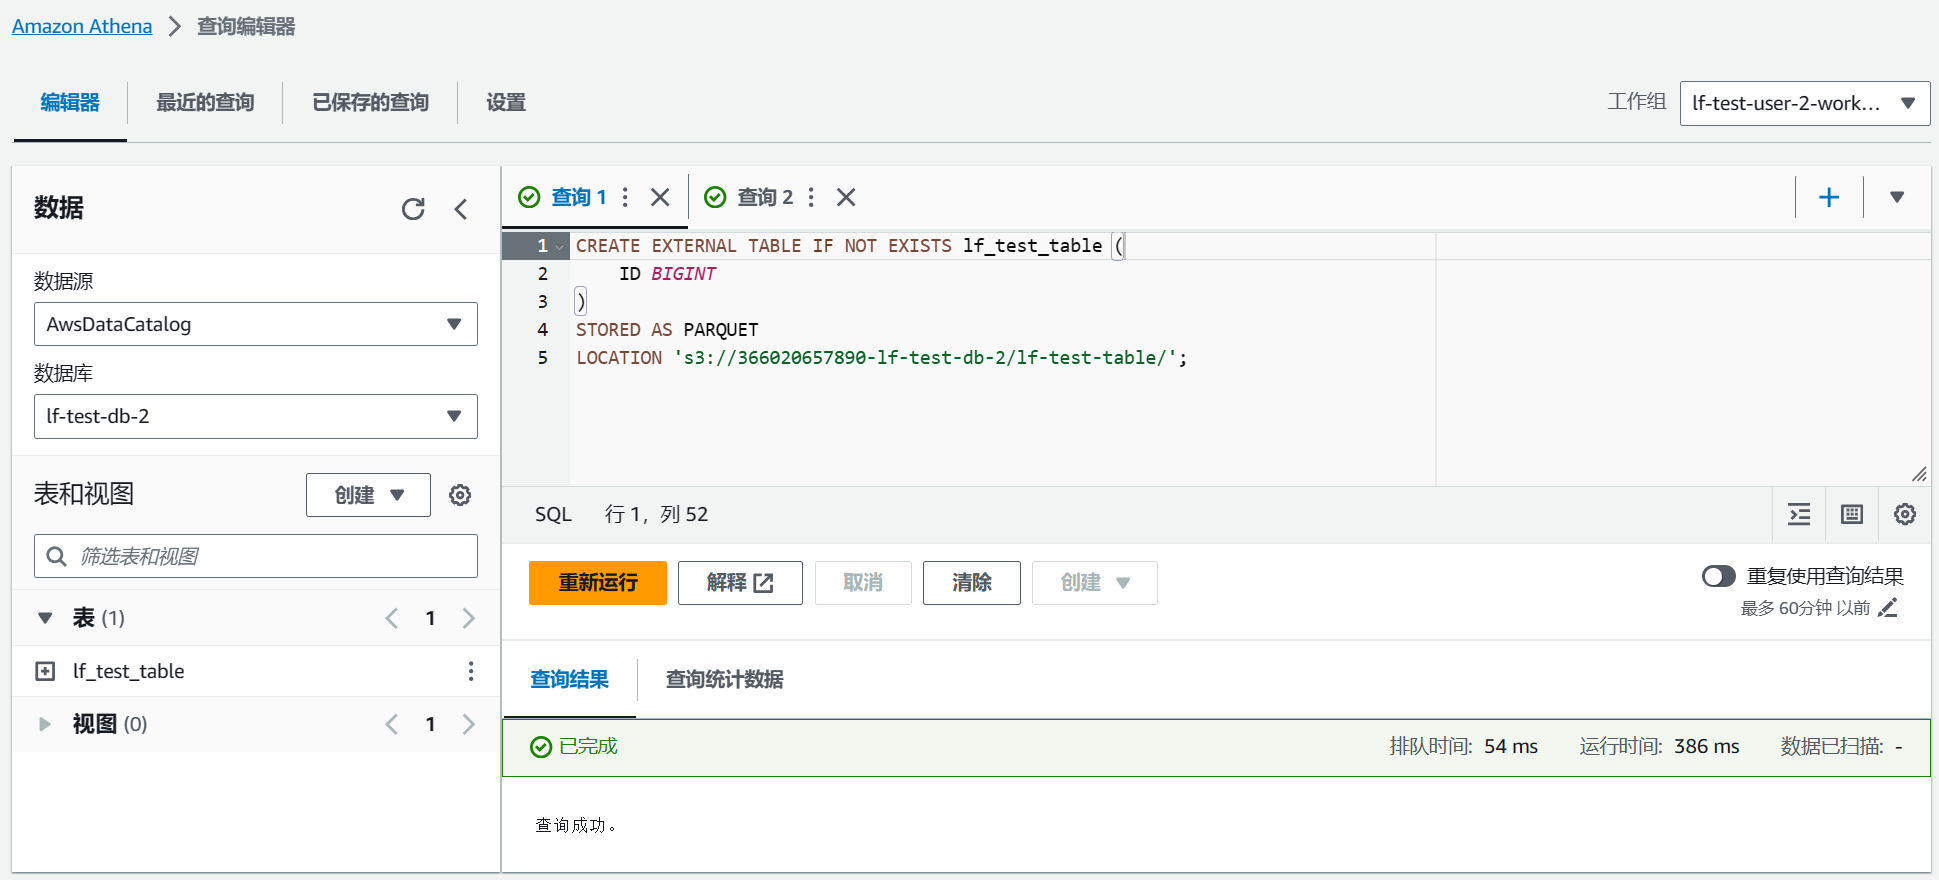 Amazon Athena > 查询编辑器
编辑器 最近的查询 已保存的查询 设置
工作组 lf-test-user-2-work...
数据
数据源
AwsDataCatalog
数据库
lf-test-db-2
表和视图 创建
筛选表和视图
表 (1) 1
lf_test_table
视图 (0) 1
查询 1 查询 2
1 CREATE EXTERNAL TABLE IF NOT EXISTS lf_test_table (
2 ID BIGINT
3 )
4 STORED AS PARQUET
5 LOCATION 's3://366020657890-lf-test-db-2/lf-test-table/';
SQL 行 1, 列 52
重新运行 解释 取消 清除 创建
重复使用查询结果
最多 60分钟 以前
查询结果 查询统计数据
已完成 排队时间: 54 ms 运行时间: 386 ms 数据已扫描: -
查询成功。